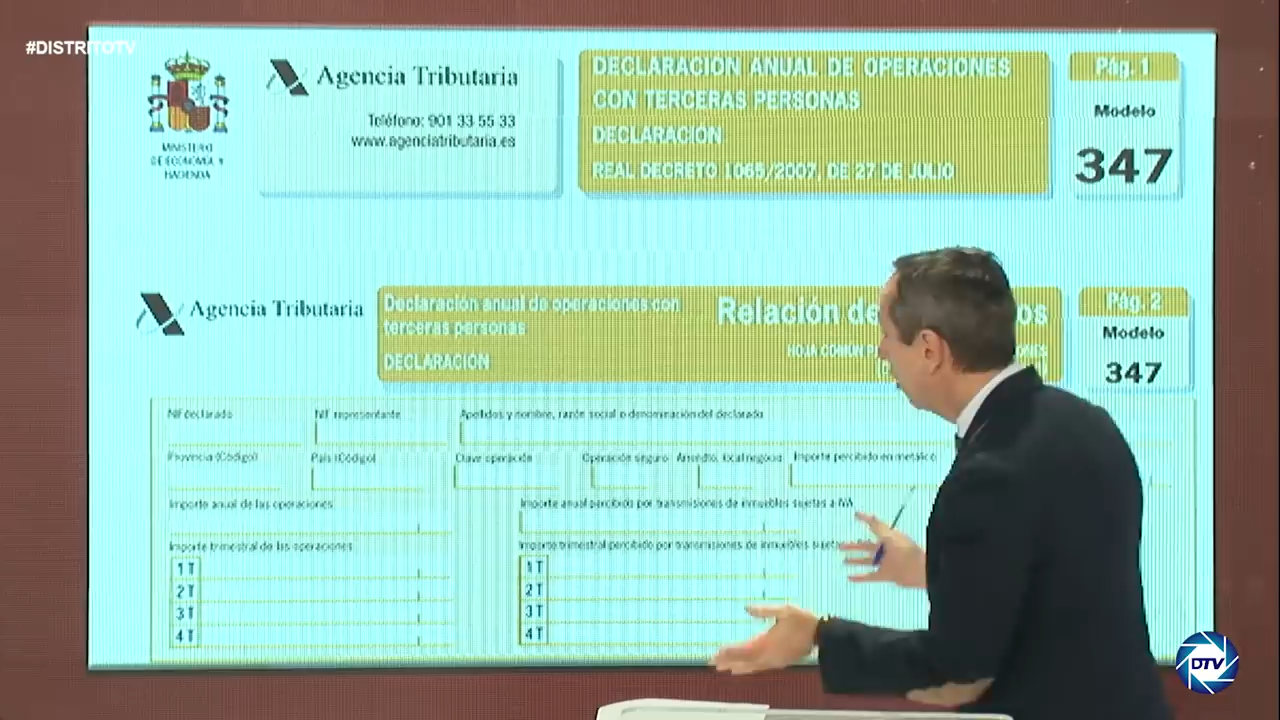 #DISTRITOTV
MINISTERIO
DE ECONOMÍA Y
HACIENDA
Agencia Tributaria
Teléfono: 901 33 55 33
www.agenciatributaria.es
DECLARACIÓN ANUAL DE OPERACIONES
CON TERCERAS PERSONAS
DECLARACIÓN
REAL DECRETO 1065/2007, DE 27 DE JULIO
Pág. 1
Modelo
347
Agencia Tributaria
Declaración anual de operaciones con
terceras personas
DECLARACIÓN
Relación de
HOJA COMÚN
Pág. 2
Modelo
347
NIF declarado
NIF representante
Apellidos y nombre, razón social o denominación del declarado
Provincia (Código)
País (Código)
Clave operación
Operación seguro
Arrendto. local negocio
Importe percibido en metálico
Importe anual de las operaciones
Importe anual percibido por transmisiones de inmuebles sujetas a IVA
Importe trimestral de las operaciones
Importe trimestral percibido por transmisiones de inmuebles sujetas
1T
2T
3T
4T
1T
2T
3T
4T
DTV